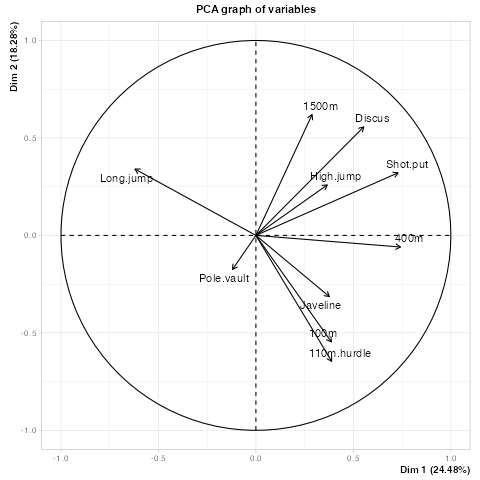 PCA graph of variables
Dim 2 (18.28%)
1.0
0.5
0.0
-0.5
-1.0
1500m
Discus
Shot.put
High.jump
Long.jump
400m
Pole.vault
Javeline
100m
110m.hurdle
-1.0
-0.5
0.0
0.5
1.0
Dim 1 (24.48%)